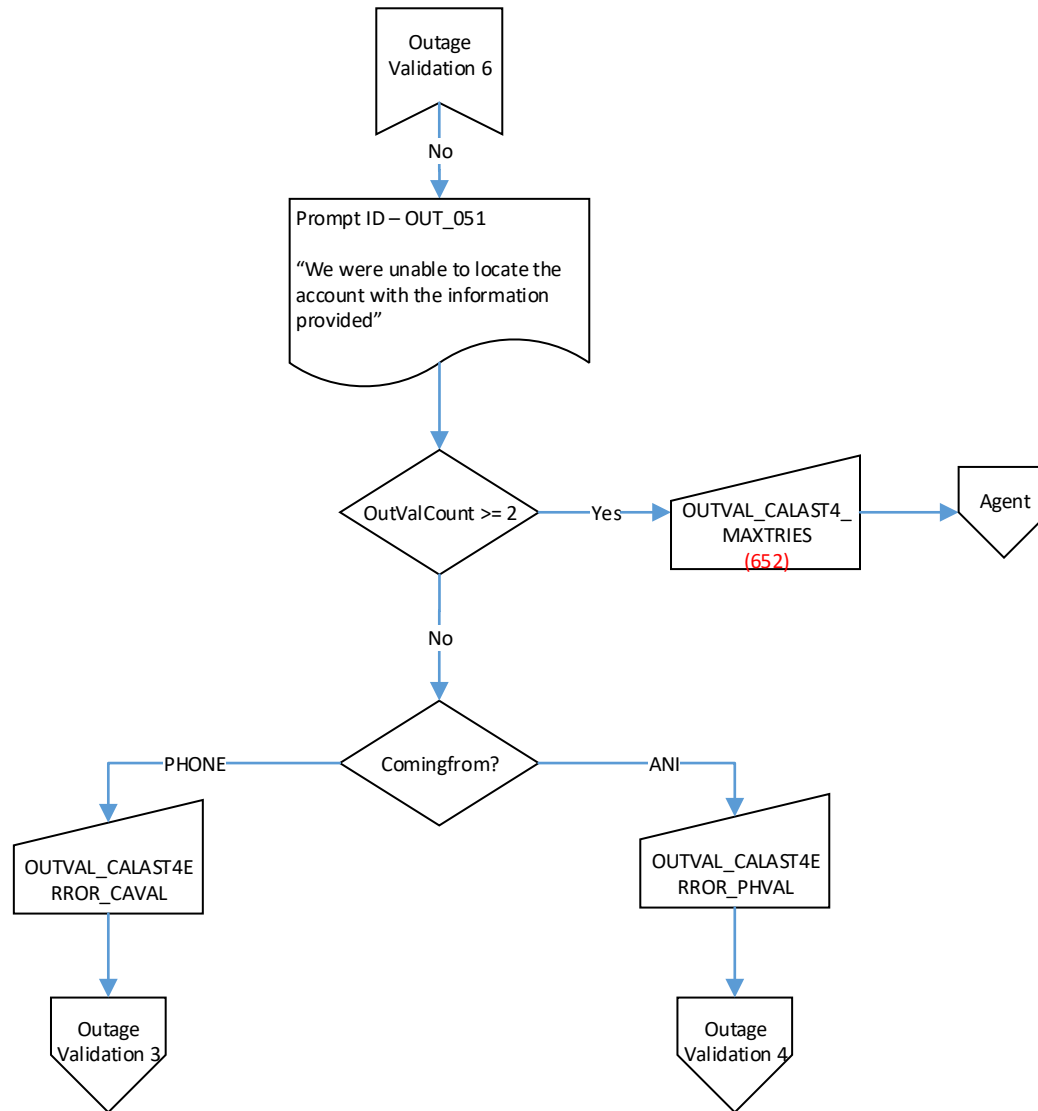 Outage
Validation 6
No
Prompt ID – OUT_051
“We were unable to locate the
account with the information
provided”
OutValCount >= 2
Yes
OUTVAL_CALAST4_
MAXTRIES
(652)
Agent
No
Comingfrom?
PHONE
ANI
OUTVAL_CALAST4E
RROR_CAVAL
OUTVAL_CALAST4E
RROR_PHVAL
Outage
Validation 3
Outage
Validation 4